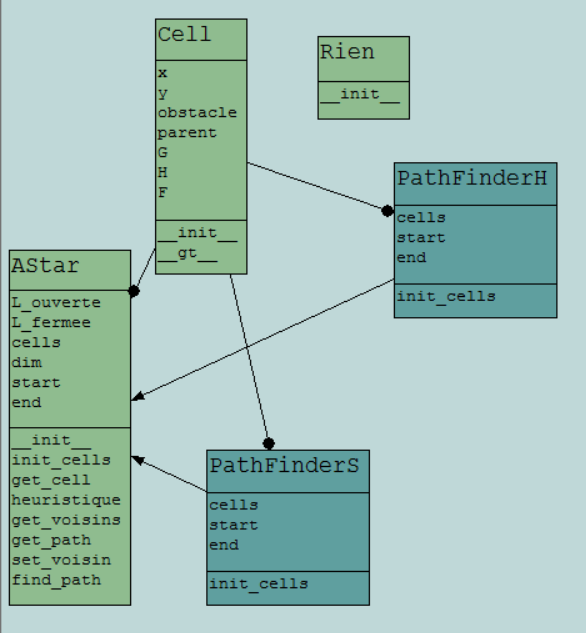 Cell
x
y
obstacle
parent
G
H
F
__init__
__gt__
Rien
__init__
PathFinderH
cells
start
end
init_cells
AStar
L_ouverte
L_fermee
cells
dim
start
end
__init__
init_cells
get_cell
heuristique
get_voisins
get_path
set_voisin
find_path
PathFinderS
cells
start
end
init_cells